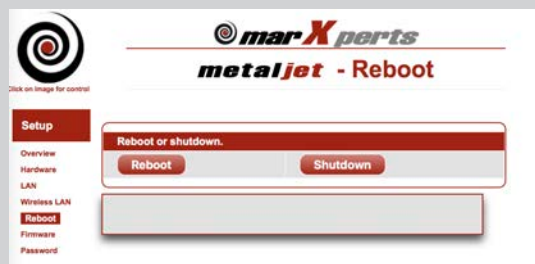 marXperts
Click on image for control
metaljet - Reboot
Setup
Reboot or shutdown.
Reboot
Shutdown
Overview
Hardware
LAN
Wireless LAN
Reboot
Firmware
Password